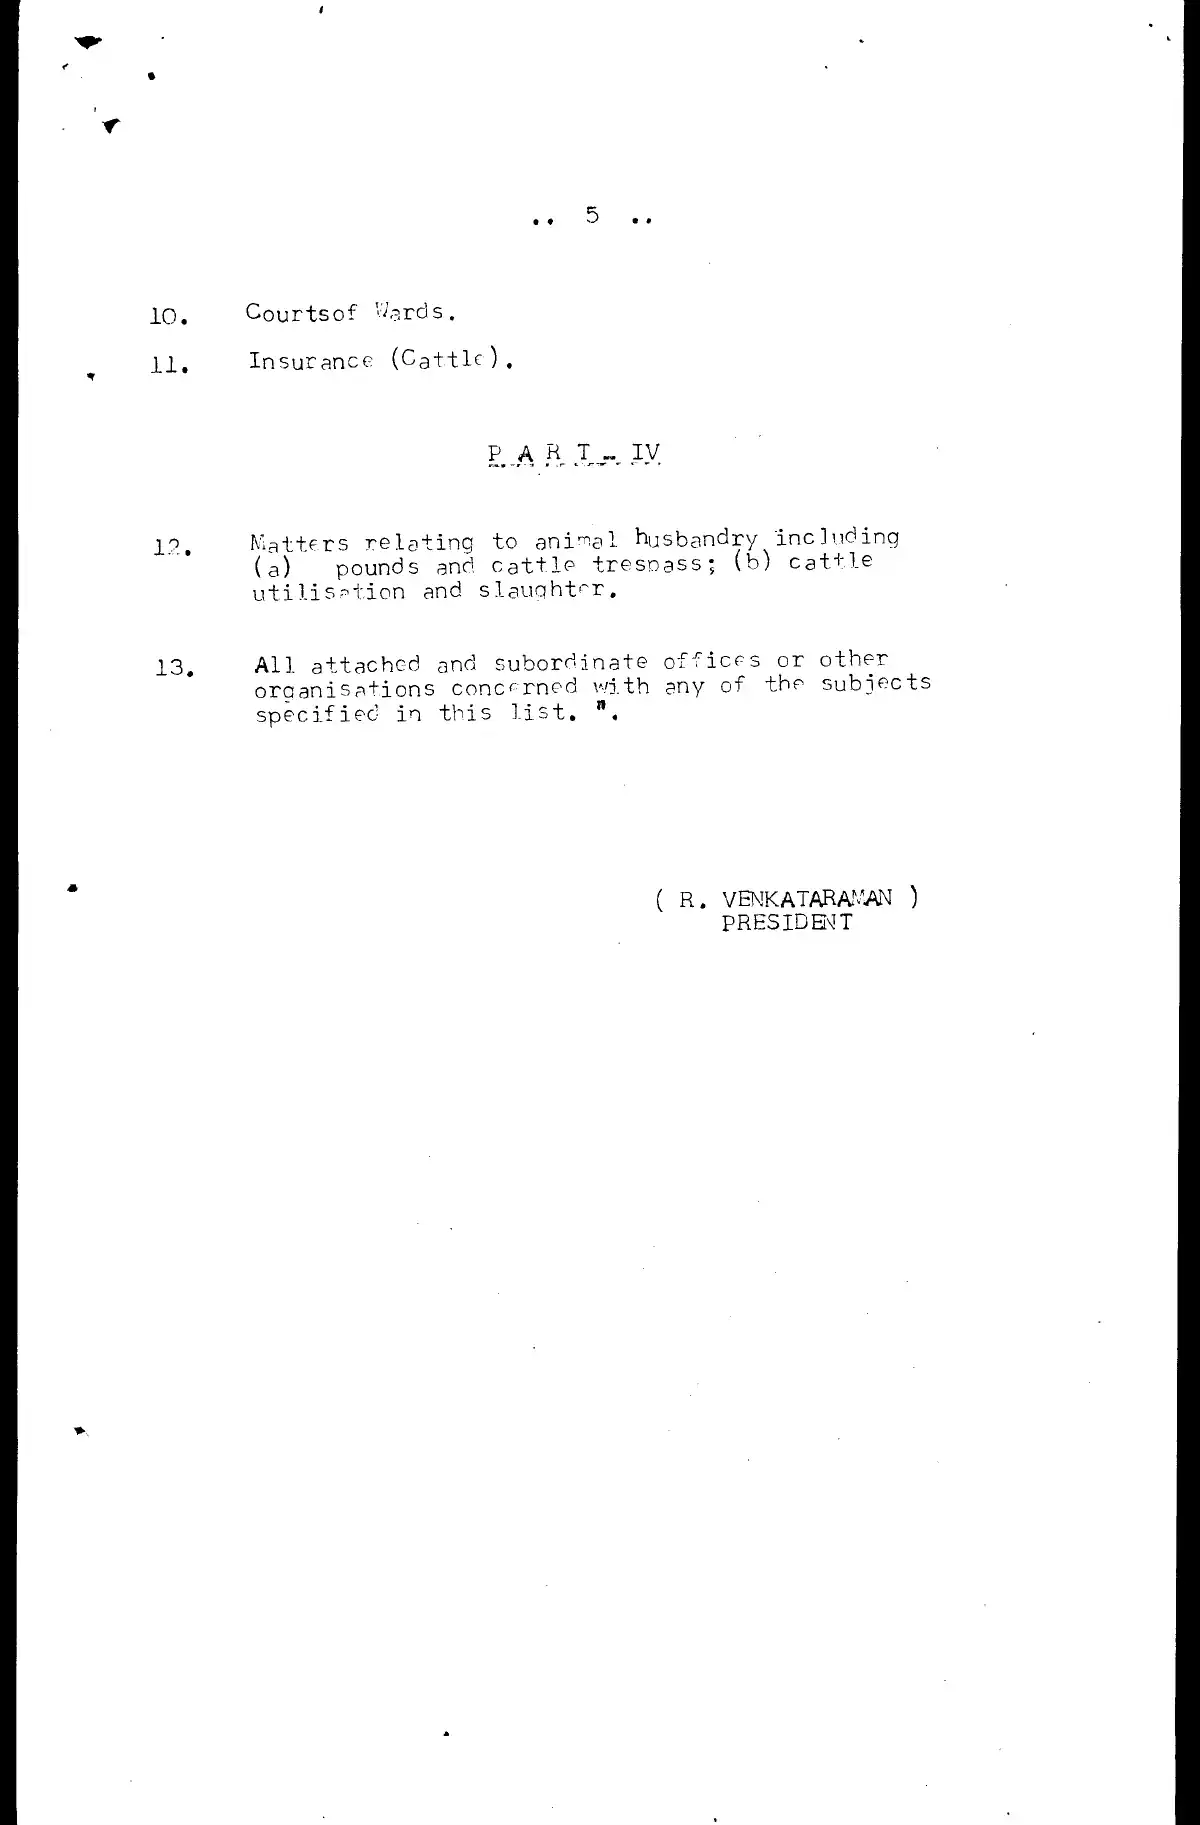 .. 5 ..
10. Courtsof Wards.
11. Insurance (Cattle).
P A R T - IV
12. Matters relating to animal husbandry including
(a) pounds and cattle trespass; (b) cattle
utilisation and slaughter.
13. All attached and subordinate offices or other
organisations concerned with any of the subjects
specified in this list. ".
( R. VENKATARAMAN )
PRESIDENT